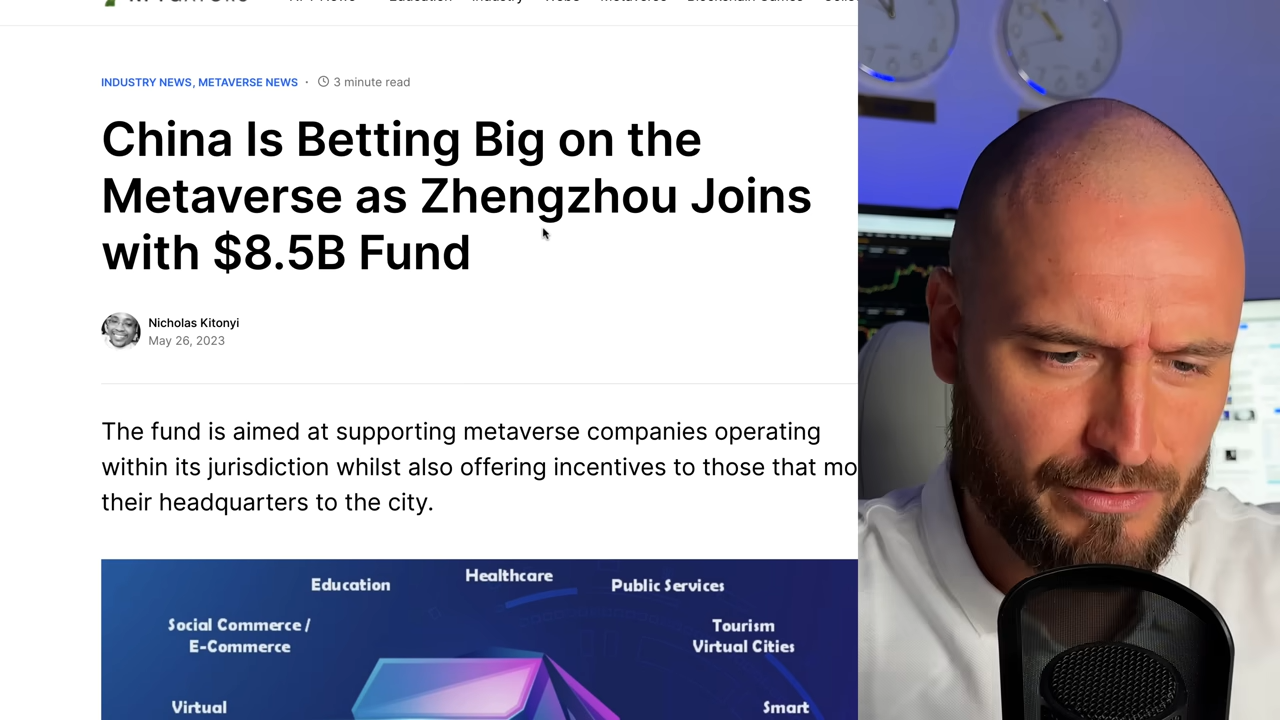 INDUSTRY NEWS, METAVERSE NEWS · 3 minute read
China Is Betting Big on the
Metaverse as Zhengzhou Joins
with $8.5B Fund
Nicholas Kitonyi
May 26, 2023
The fund is aimed at supporting metaverse companies operating
within its jurisdiction whilst also offering incentives to those that mo
their headquarters to the city.
Education
Healthcare
Public Services
Social Commerce /
E-Commerce
Tourism
Virtual Cities
Virtual
Smart